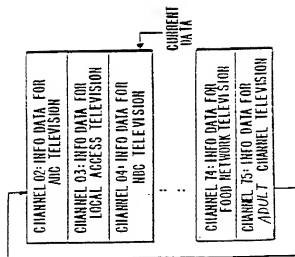 CHANNEL 02: INFO DATA FOR
ADC TELEVISION
CHANNEL 03: INFO DATA FOR
LOCAL ACCESS TELEVISION
CHANNEL 04: INFO DATA FOR
NBC TELEVISION
: :
CHANNEL 74: INFO DATA FOR
FOOD NETWORK TELEVISION
CHANNEL 75: INFO DATA FOR
ADULT CHANNEL TELEVISION
CURRENT
DATA